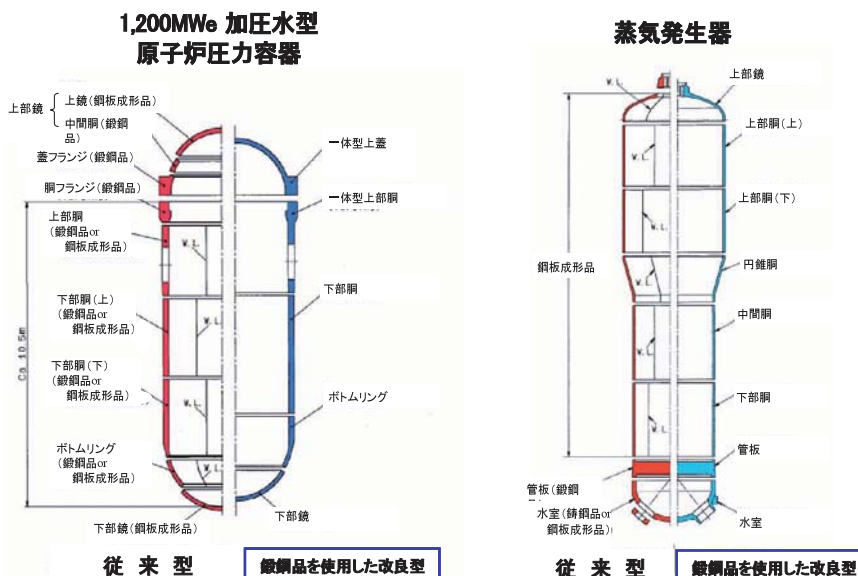 1,200MWe 加圧水型
原子炉圧力容器
上部鏡
上鏡(鋼板成形品)
中間胴(鍛鋼
品)
蓋フランジ(鍛鋼品)
胴フランジ(鍛鋼品)
上部胴
(鍛鋼品or
鋼板成形品)
下部胴(上)
(鍛鋼品or
鋼板成形品)
下部胴(下)
(鍛鋼品or
鋼板成形品)
ボトムリング
(鍛鋼品or
鋼板成形品)
下部鏡(鋼板成形品)
Ca 10.5m
W.L.
W.L.
W.L.
W.L.
一体型上蓋
一体型上部胴
下部胴
ボトムリング
下部鏡
従 来 型
鍛鋼品を使用した改良型
蒸気発生器
W.L.
W.L.
W.L.
W.L.
W.L.
W.L.
鋼板成形品
管板(鍛鋼
水室(鋳鋼品or
鋼板成形品)
上部鏡
上部胴(上)
上部胴(下)
円錐胴
中間胴
下部胴
管板
水室
従 来 型
鍛鋼品を使用した改良型